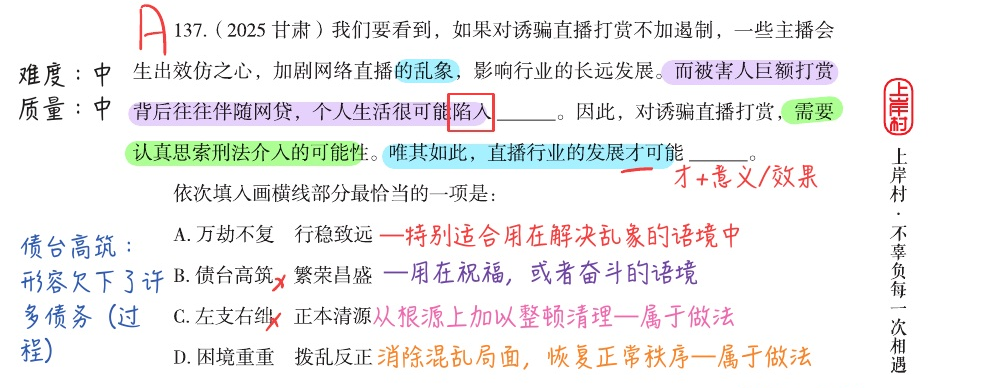 A
137.（2025 甘肃）我们要看到，如果对诱骗直播打赏不加遏制，一些主播会
生出效仿之心，加剧网络直播的乱象，影响行业的长远发展。而被害人巨额打赏
背后往往伴随网贷，个人生活很可能陷入______。因此，对诱骗直播打赏，需要
认真思索刑法介入的可能性。唯其如此，直播行业的发展才可能______。
才+意义/效果
难度：中
质量：中
依次填入画横线部分最恰当的一项是：
A. 万劫不复 行稳致远 —特别适合用在解决乱象的语境中
B. 债台高筑 × 繁荣昌盛 —用在祝福，或者奋斗的语境
C. 左支右绌 × 正本清源 从根源上加以整顿清理—属于做法
D. 困境重重 拨乱反正 消除混乱局面，恢复正常秩序—属于做法
债台高筑：
形容欠下了许
多债务（过
程）
上岸村
上岸村·不辜负每一次相遇